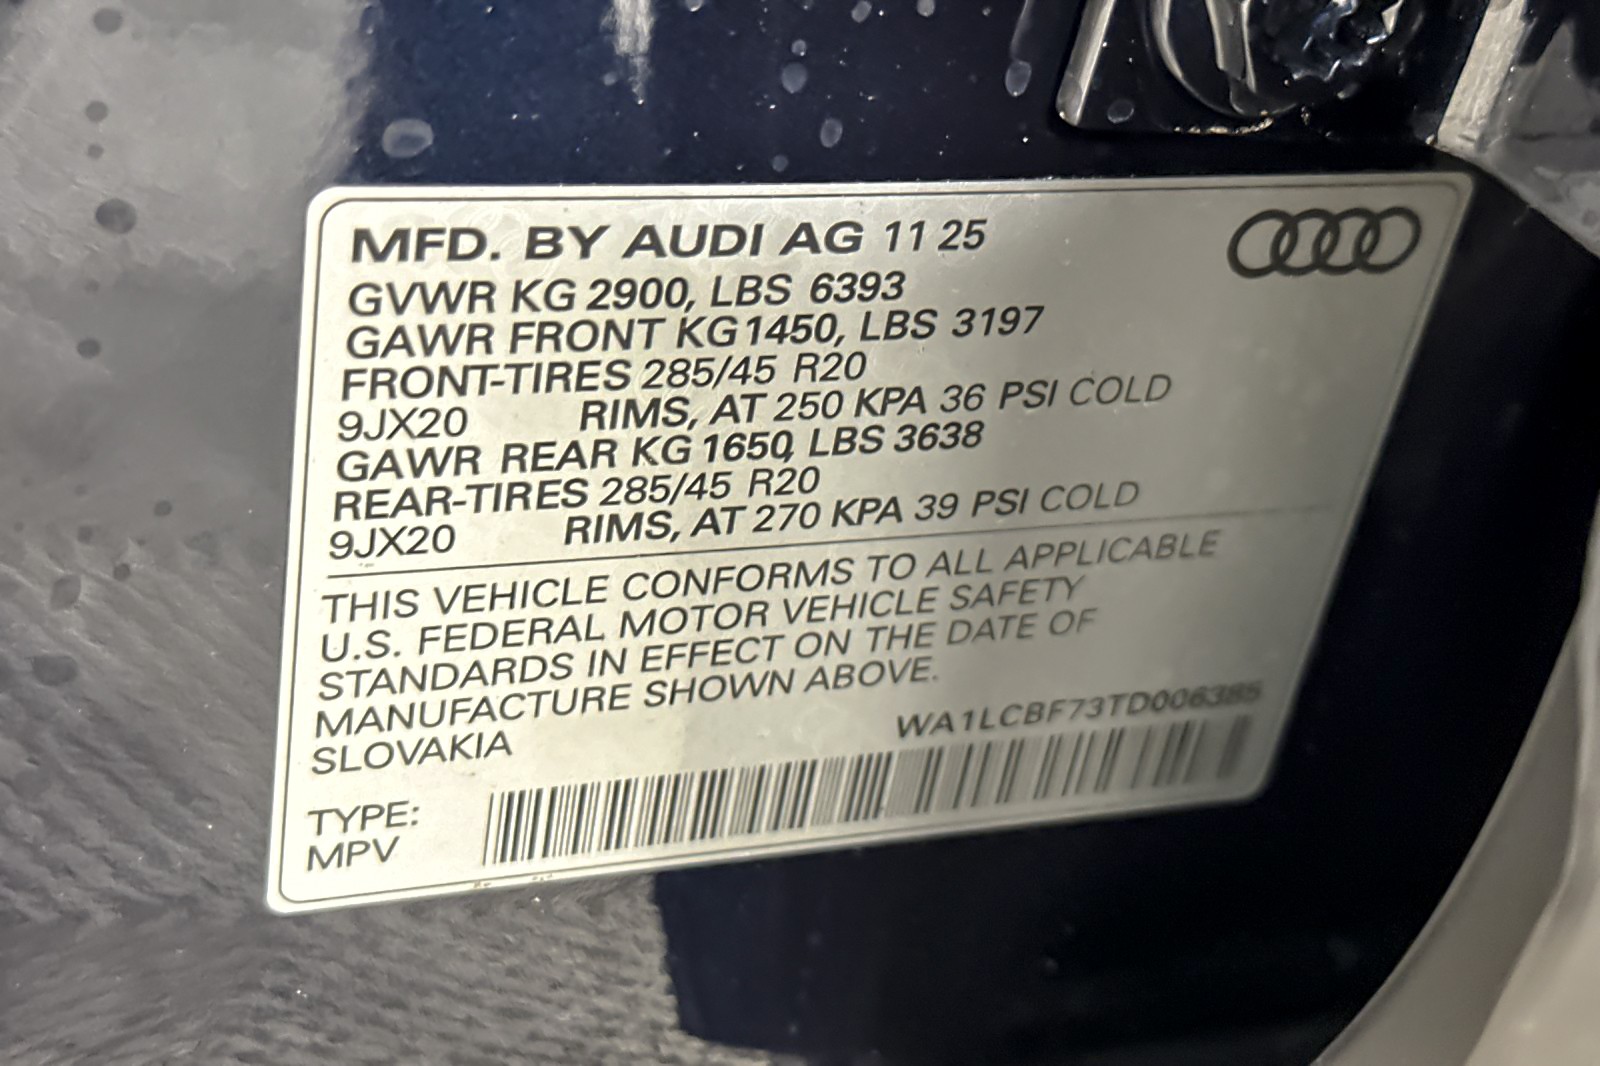 MFD. BY AUDI AG 11 25
GVWR KG 2900, LBS 6393
GAWR FRONT KG 1450, LBS 3197
FRONT-TIRES 285/45 R20
9JX20 RIMS, AT 250 KPA 36 PSI COLD
GAWR REAR KG 1650, LBS 3638
REAR-TIRES 285/45 R20
9JX20 RIMS, AT 270 KPA 39 PSI COLD
THIS VEHICLE CONFORMS TO ALL APPLICABLE
U.S. FEDERAL MOTOR VEHICLE SAFETY
STANDARDS IN EFFECT ON THE DATE OF
MANUFACTURE SHOWN ABOVE.
SLOVAKIA
WA1LCBF73TD006385
TYPE:
MPV